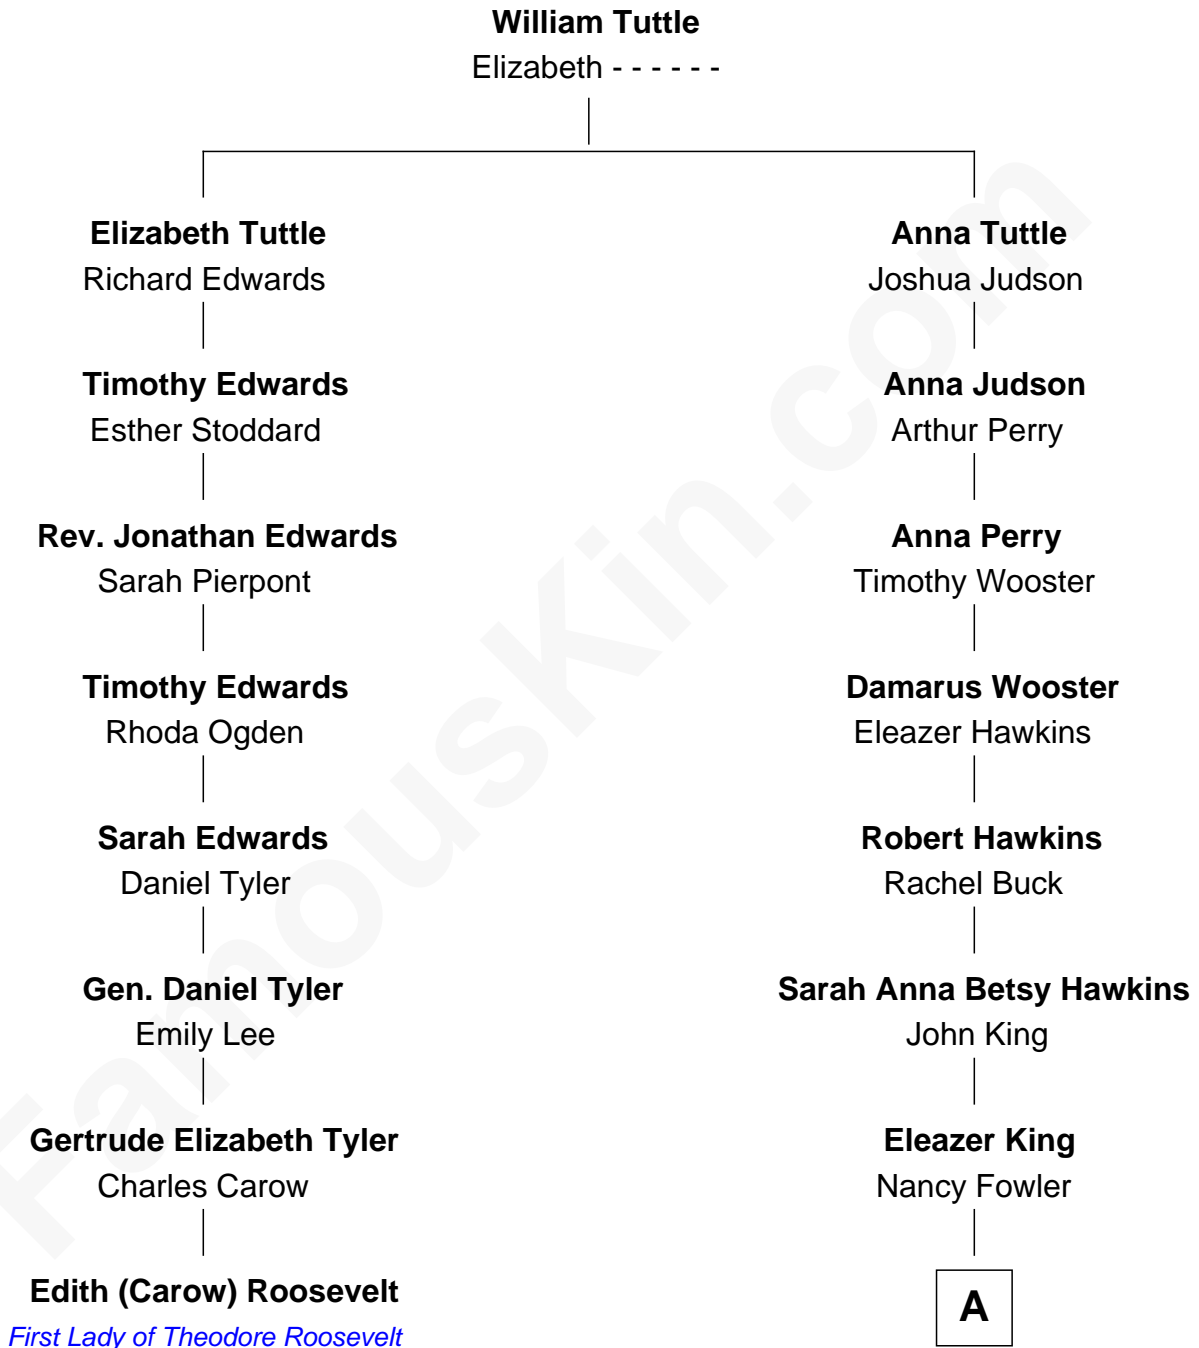 William Tuttle
Elizabeth - - - - - -
Elizabeth Tuttle
Richard Edwards
Anna Tuttle
Joshua Judson
Timothy Edwards
Esther Stoddard
Anna Judson
Arthur Perry
Rev. Jonathan Edwards
Sarah Pierpont
Anna Perry
Timothy Wooster
Timothy Edwards
Rhoda Ogden
Damarus Wooster
Eleazer Hawkins
Sarah Edwards
Daniel Tyler
Robert Hawkins
Rachel Buck
Gen. Daniel Tyler
Emily Lee
Sarah Anna Betsy Hawkins
John King
Gertrude Elizabeth Tyler
Charles Carow
Eleazer King
Nancy Fowler
Edith (Carow) Roosevelt
First Lady of Theodore Roosevelt
A
FamousKin.com